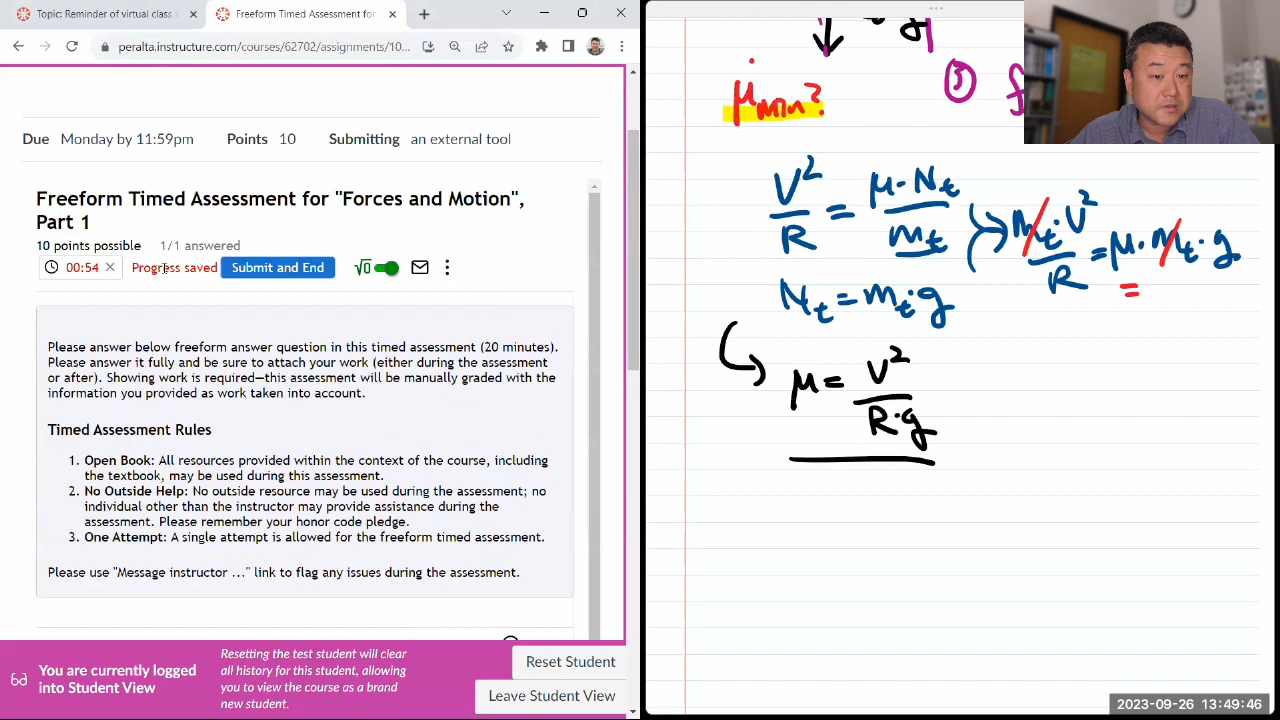 Topic Reminder of virtual class s
Freeform Timed Assessment for
peralta.instructure.com/courses/62702/assignments/10...
Due Monday by 11:59pm Points 10 Submitting an external tool
Freeform Timed Assessment for "Forces and Motion",
Part 1
10 points possible 1/1 answered
00:54 Progress saved Submit and End √0
Please answer below freeform answer question in this timed assessment (20 minutes).
Please answer it fully and be sure to attach your work (either during the assessment
or after). Showing work is required—this assessment will be manually graded with the
information you provided as work taken into account.
Timed Assessment Rules
1. Open Book: All resources provided within the context of the course, including
the textbook, may be used during this assessment.
2. No Outside Help: No outside resource may be used during the assessment; no
individual other than the instructor may provide assistance during the
assessment. Please remember your honor code pledge.
3. One Attempt: A single attempt is allowed for the freeform timed assessment.
Please use "Message instructor ..." link to flag any issues during the assessment.
You are currently logged
into Student View
Resetting the test student will clear
all history for this student, allowing
you to view the course as a brand
new student.
Reset Student
Leave Student View
μmin?
③ f
V²/R = μ·Nt/mt
mt·V²/R = μ·mt·g
Nt = mt·g
μ = V²/R·g
2023-09-26 13:49:46